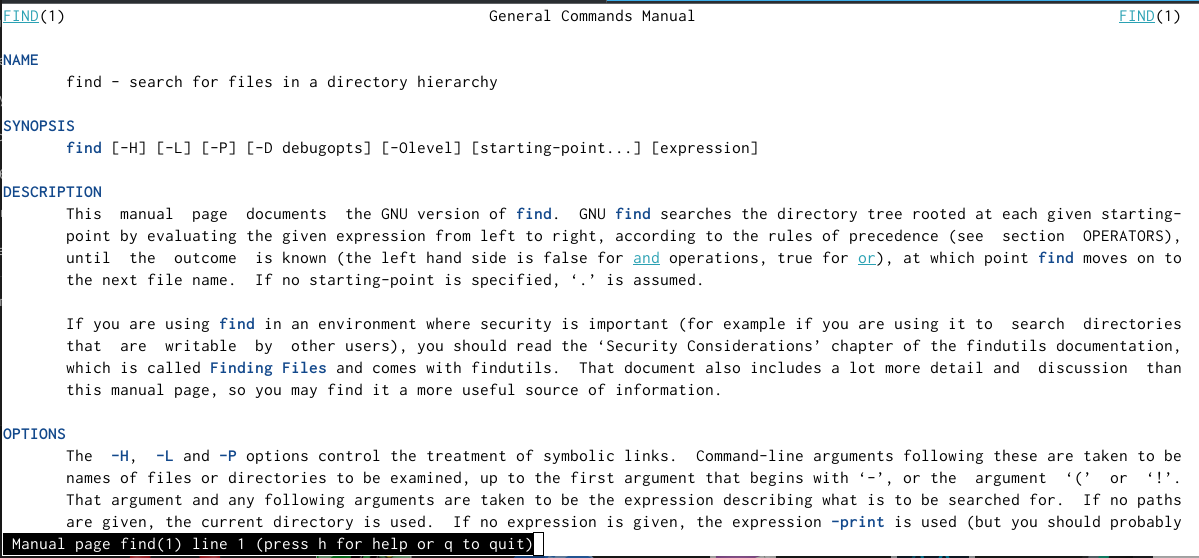 FIND(1) General Commands Manual FIND(1)
NAME
find - search for files in a directory hierarchy
SYNOPSIS
find [-H] [-L] [-P] [-D debugopts] [-Olevel] [starting-point...] [expression]
DESCRIPTION
This manual page documents the GNU version of find. GNU find searches the directory tree rooted at each given starting-
point by evaluating the given expression from left to right, according to the rules of precedence (see section OPERATORS),
until the outcome is known (the left hand side is false for and operations, true for or), at which point find moves on to
the next file name. If no starting-point is specified, ‘.’ is assumed.
If you are using find in an environment where security is important (for example if you are using it to search directories
that are writable by other users), you should read the ‘Security Considerations’ chapter of the findutils documentation,
which is called Finding Files and comes with findutils. That document also includes a lot more detail and discussion than
this manual page, so you may find it a more useful source of information.
OPTIONS
The -H, -L and -P options control the treatment of symbolic links. Command-line arguments following these are taken to be
names of files or directories to be examined, up to the first argument that begins with ‘-’, or the argument ‘(’ or ‘!’.
That argument and any following arguments are taken to be the expression describing what is to be searched for. If no paths
are given, the current directory is used. If no expression is given, the expression -print is used (but you should probably
Manual page find(1) line 1 (press h for help or q to quit)